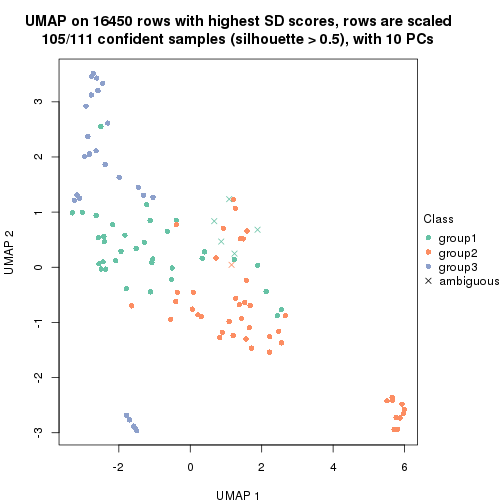 UMAP on 16450 rows with highest SD scores, rows are scaled
105/111 confident samples (silhouette > 0.5), with 10 PCs
3
2
1
0
-1
-2
-3
UMAP 2
-2
0
2
4
6
UMAP 1
Class
group1
group2
group3
ambiguous